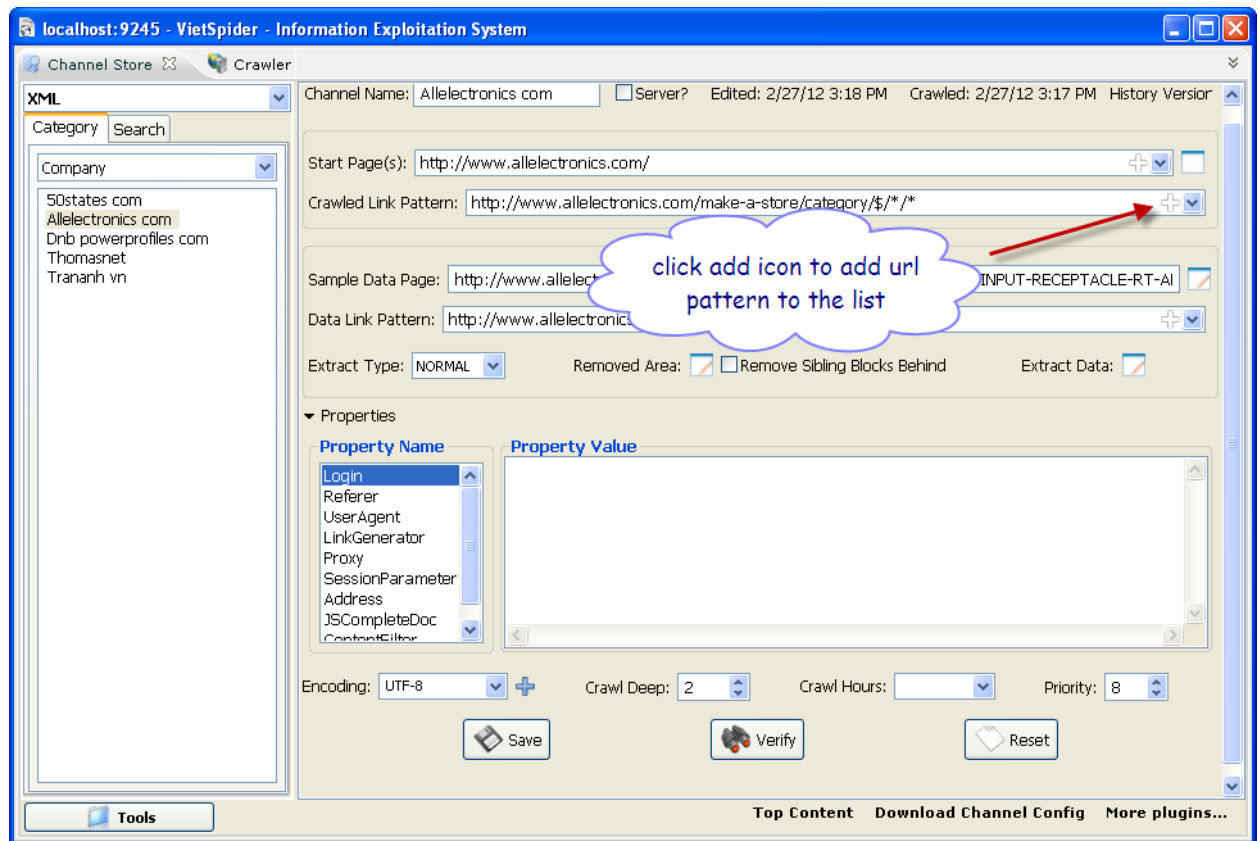 localhost:9245 - VietSpider - Information Exploitation System
Channel Store Crawler
XML
Category Search
Company
50states com
Allelectronics com
Dnb powerprofiles com
Thomasnet
Trananh vn
Channel Name: Allelectronics com Server? Edited: 2/27/12 3:18 PM Crawled: 2/27/12 3:17 PM History Version
Start Page(s): http://www.allelectronics.com/
Crawled Link Pattern: http://www.allelectronics.com/make-a-store/category/$/*/*
click add icon to add url
pattern to the list
Sample Data Page: http://www.allelect INPUT-RECEPTACLE-RT-AI
Data Link Pattern: http://www.allelectronics
Extract Type: NORMAL Removed Area: Remove Sibling Blocks Behind Extract Data:
Properties
Property Name Property Value
Login
Referer
UserAgent
LinkGenerator
Proxy
SessionParameter
Address
JSCompleteDoc
ContentFilter
Encoding: UTF-8 Crawl Deep: 2 Crawl Hours: Priority: 8
Save Verify Reset
Tools Top Content Download Channel Config More plugins...